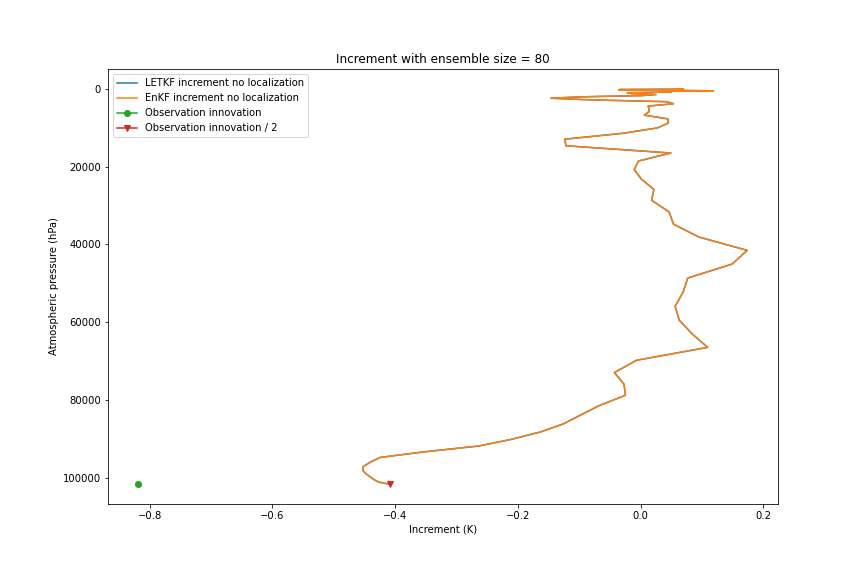 Increment with ensemble size = 80
LETKF increment no localization
EnKF increment no localization
Observation innovation
Observation innovation / 2
Atmospheric pressure (hPa)
0
20000
40000
60000
80000
100000
−0.8 −0.6 −0.4 −0.2 0.0 0.2
Increment (K)